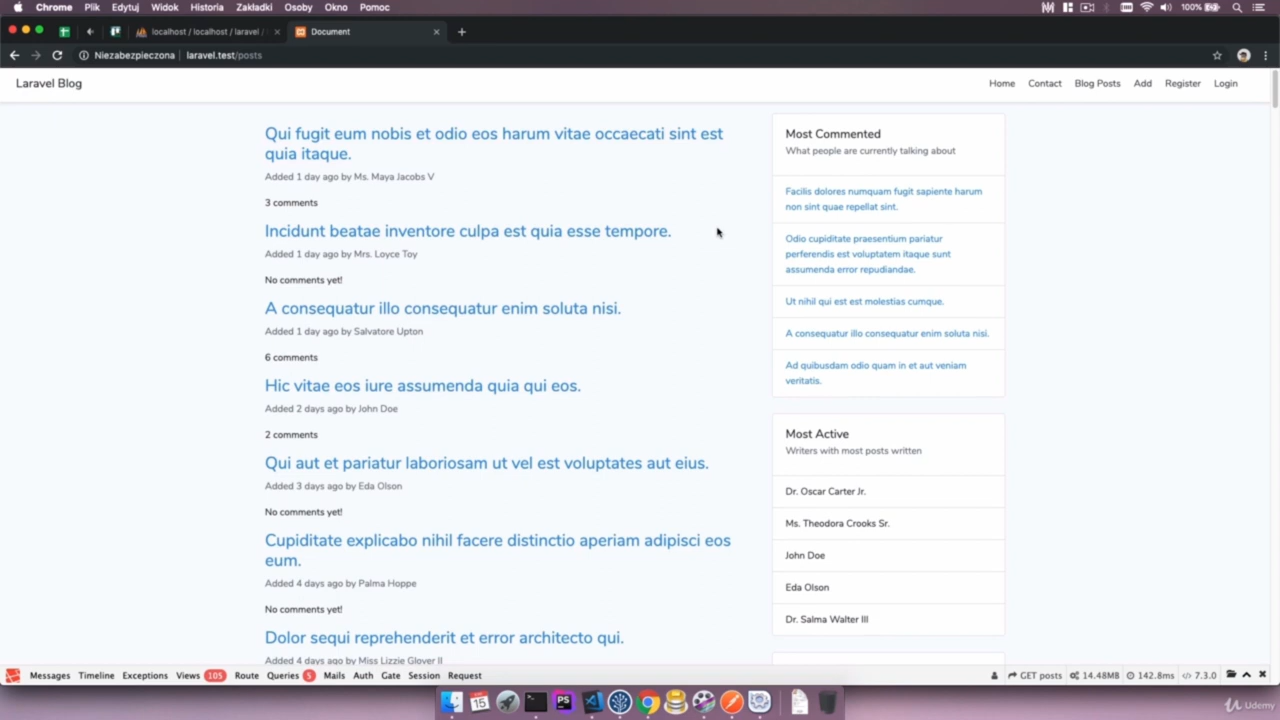 Chrome Plik Edytuj Widok Historia Zakładki Osoby Okno Pomoc 100%
localhost / localhost / laravel / Document
Niezabezpieczona laravel.test/posts
Laravel Blog Home Contact Blog Posts Add Register Login
Qui fugit eum nobis et odio eos harum vitae occaecati sint est
quia itaque.
Added 1 day ago by Ms. Maya Jacobs V
3 comments
Incidunt beatae inventore culpa est quia esse tempore.
Added 1 day ago by Mrs. Loyce Toy
No comments yet!
A consequatur illo consequatur enim soluta nisi.
Added 1 day ago by Salvatore Upton
6 comments
Hic vitae eos iure assumenda quia qui eos.
Added 2 days ago by John Doe
2 comments
Qui aut et pariatur laboriosam ut vel est voluptates aut eius.
Added 3 days ago by Eda Olson
No comments yet!
Cupiditate explicabo nihil facere distinctio aperiam adipisci eos
eum.
Added 4 days ago by Palma Hoppe
No comments yet!
Dolor sequi reprehenderit et error architecto qui.
Added 4 days ago by Miss Lizzie Glover II
Most Commented
What people are currently talking about
Facilis dolores numquam fugit sapiente harum
non sint quae repellat sint.
Odio cupiditate praesentium pariatur
perferendis est voluptatem itaque sunt
assumenda error repudiandae.
Ut nihil qui est est molestias cumque.
A consequatur illo consequatur enim soluta nisi.
Ad quibusdam odio quam in et aut veniam
veritatis.
Most Active
Writers with most posts written
Dr. Oscar Carter Jr.
Ms. Theodora Crooks Sr.
John Doe
Eda Olson
Dr. Salma Walter III
Messages Timeline Exceptions Views 105 Route Queries 5 Mails Auth Gate Session Request GET posts 14.48MB 142.8ms 7.3.0
15 PS
Udemy